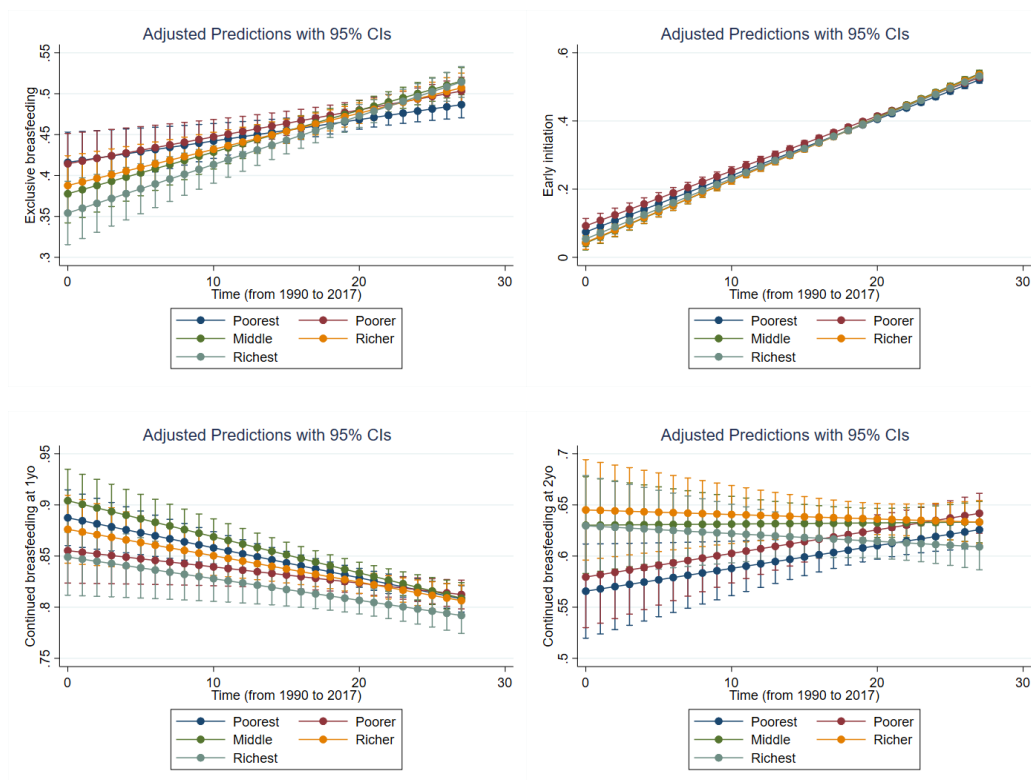 Adjusted Predictions with 95% CIs
Exclusive breasfeeding
.3 .35 .4 .45 .5 .55
0 10 20 30
Time (from 1990 to 2017)
Poorest Poorer
Middle Richer
Richest
Adjusted Predictions with 95% CIs
Early initiation
0 .2 .4 .6
0 10 20 30
Time (from 1990 to 2017)
Poorest Poorer
Middle Richer
Richest
Adjusted Predictions with 95% CIs
Continued breasfeeding at 1yo
.75 .8 .85 .9 .95
0 10 20 30
Time (from 1990 to 2017)
Poorest Poorer
Middle Richer
Richest
Adjusted Predictions with 95% CIs
Continued breasfeeding at 2yo
.5 .55 .6 .65 .7
0 10 20 30
Time (from 1990 to 2017)
Poorest Poorer
Middle Richer
Richest